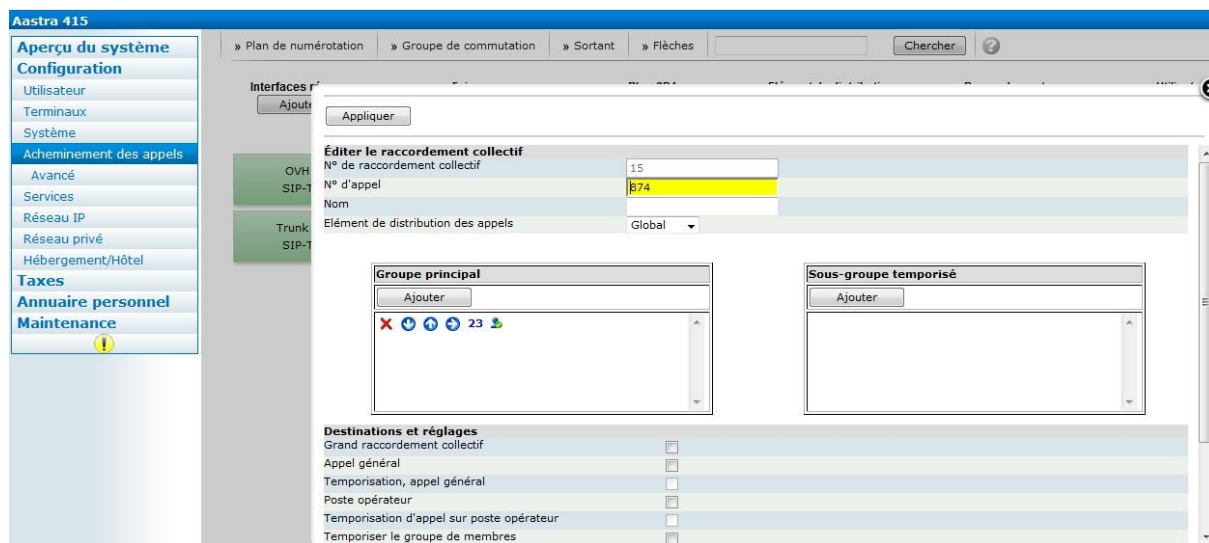 Aastra 415
Aperçu du système
Configuration
Utilisateur
Terminaux
Système
Acheminement des appels
Avancé
Services
Réseau IP
Réseau privé
Hébergement/Hôtel
Taxes
Annuaire personnel
Maintenance
» Plan de numérotation » Groupe de commutation » Sortant » Flèches Chercher
Interfaces
Ajoute
OVH
SIP-T
Trunk
SIP-T
Appliquer
Éditer le raccordement collectif
N° de raccordement collectif 15
N° d'appel 874
Nom
Elément de distribution des appels Global
Groupe principal
Ajouter
23
Sous-groupe temporisé
Ajouter
Destinations et réglages
Grand raccordement collectif
Appel général
Temporisation, appel général
Poste opérateur
Temporisation d'appel sur poste opérateur
Temporiser le groupe de membres